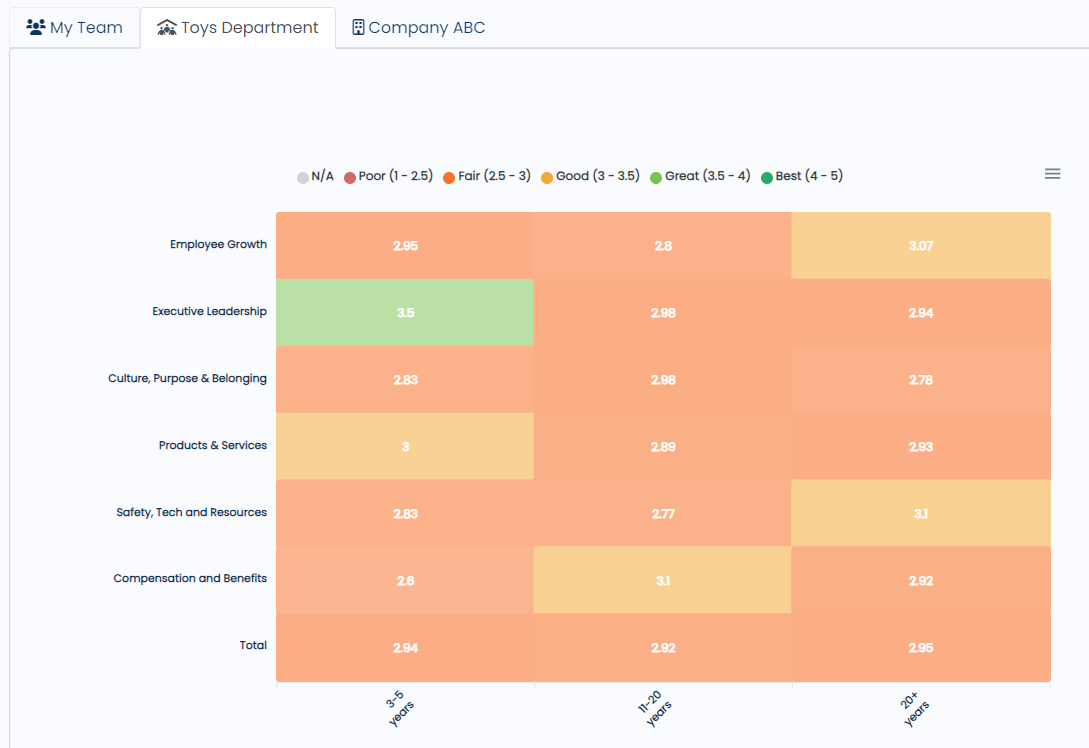 My Team Toys Department Company ABC
N/A Poor (1 - 2.5) Fair (2.5 - 3) Good (3 - 3.5) Great (3.5 - 4) Best (4 - 5)
Employee Growth 2.95 2.8 3.07
Executive Leadership 3.5 2.98 2.94
Culture, Purpose & Belonging 2.83 2.98 2.78
Products & Services 3 2.89 2.93
Safety, Tech and Resources 2.83 2.77 3.1
Compensation and Benefits 2.6 3.1 2.92
Total 2.94 2.92 2.95
3-5
years
11-20
years
20+
years